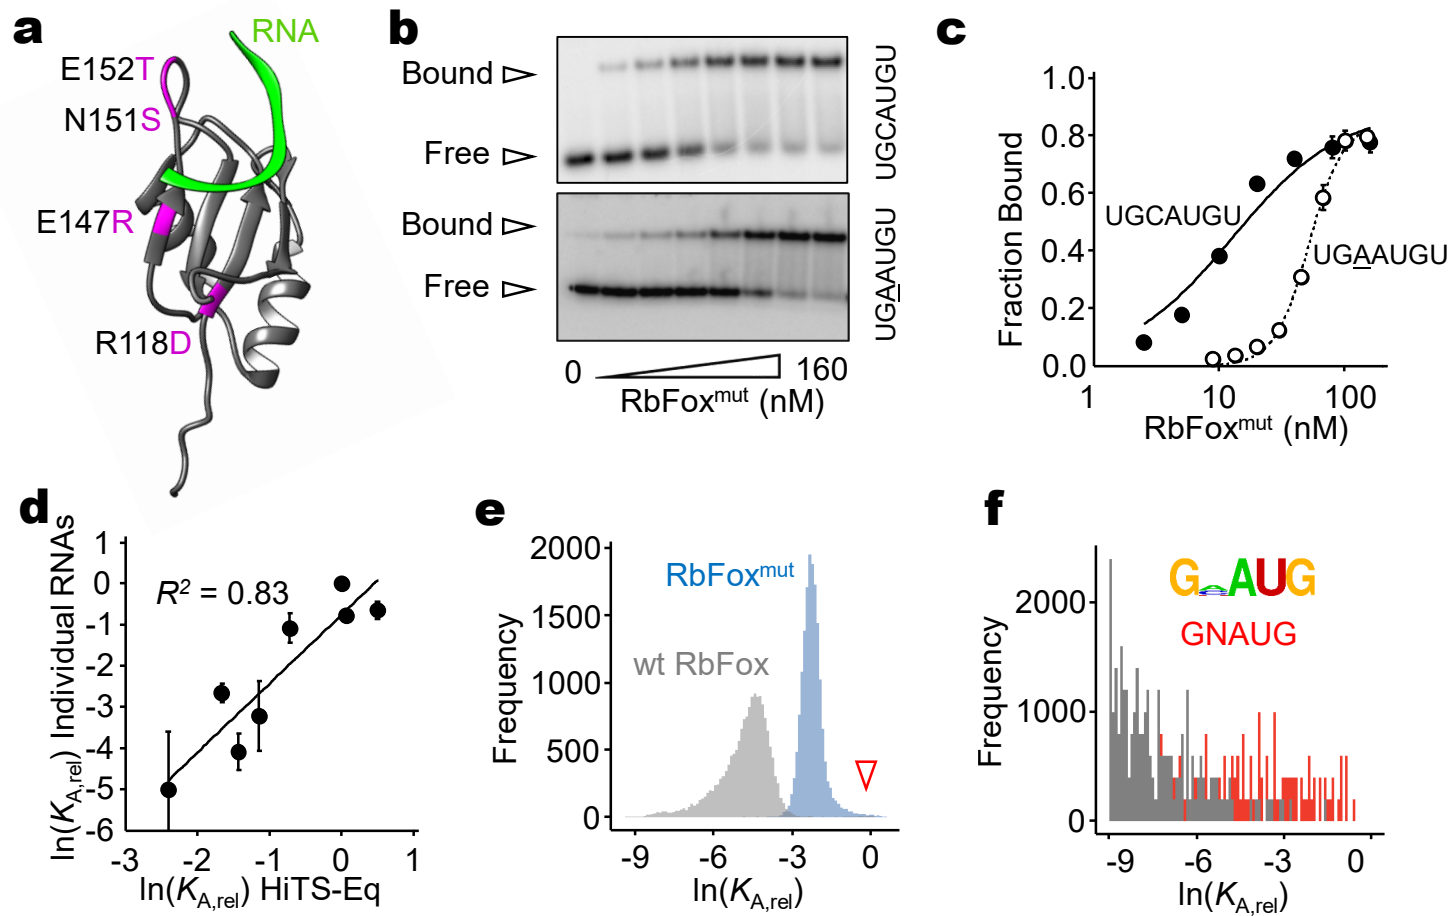 a
RNA
E152T
N151S
E147R
R118D
b
Bound
Free
UGCAUGU
Bound
Free
UGAAUGU
0
160
RbFoxmut (nM)
c
Fraction Bound
1.0
0.8
0.6
0.4
0.2
0.0
UGCAUGU
UGAAUGU
1
10
100
RbFoxmut (nM)
d
ln(KA,rel) Individual RNAs
1
0
-1
-2
-3
-4
-5
-6
R2 = 0.83
-3
-2
-1
0
1
ln(KA,rel) HiTS-Eq
e
Frequency
2000
1500
1000
500
0
RbFoxmut
wt RbFox
-9
-6
-3
0
ln(KA,rel)
f
Frequency
2000
1000
0
G AUG
GNAUG
-9
-6
-3
0
ln(KA,rel)